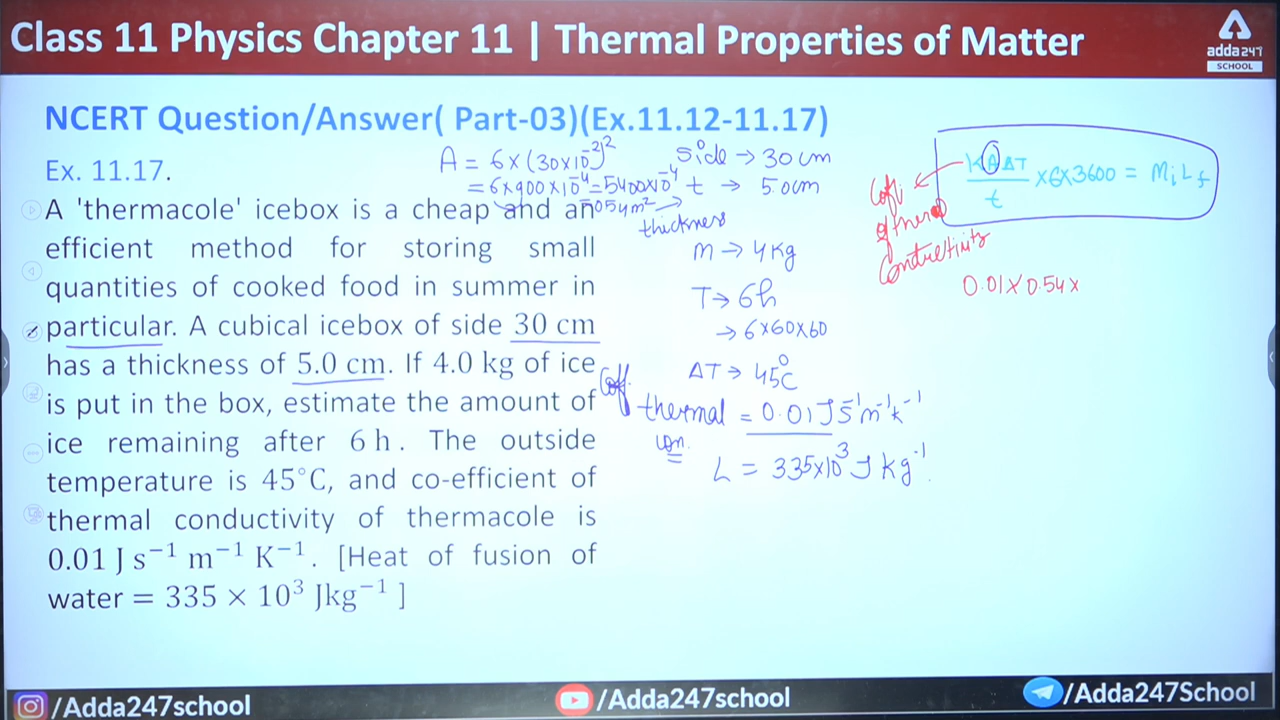 Class 11 Physics Chapter 11 | Thermal Properties of Matter
adda247
SCHOOL
NCERT Question/Answer( Part-03)(Ex.11.12-11.17)
Ex. 11.17.
A 'thermacole' icebox is a cheap and an
efficient method for storing small
quantities of cooked food in summer in
particular. A cubical icebox of side 30 cm
has a thickness of 5.0 cm. If 4.0 kg of ice
is put in the box, estimate the amount of
ice remaining after 6 h . The outside
temperature is 45°C, and co-efficient of
thermal conductivity of thermacole is
0.01 J s⁻¹ m⁻¹ K⁻¹. [Heat of fusion of
water = 335 × 10³ Jkg⁻¹ ]
A = 6×(30×10⁻²)²
= 6×900×10⁻⁴ = 5400×10⁻⁴
054m²
Side → 30cm
t → 5.0cm
thickness
m → 4kg
T → 6h
→ 6×60×60
ΔT → 45°C
Coff.
thermal = 0.01 J S⁻¹ m⁻¹ k⁻¹
con.
L = 335×10³ J kg⁻¹.
KAΔT/t ×6×3600 = MᵢLf
Coffi
of
0.01×0.54×
/Adda247school
/Adda247school
/Adda247School